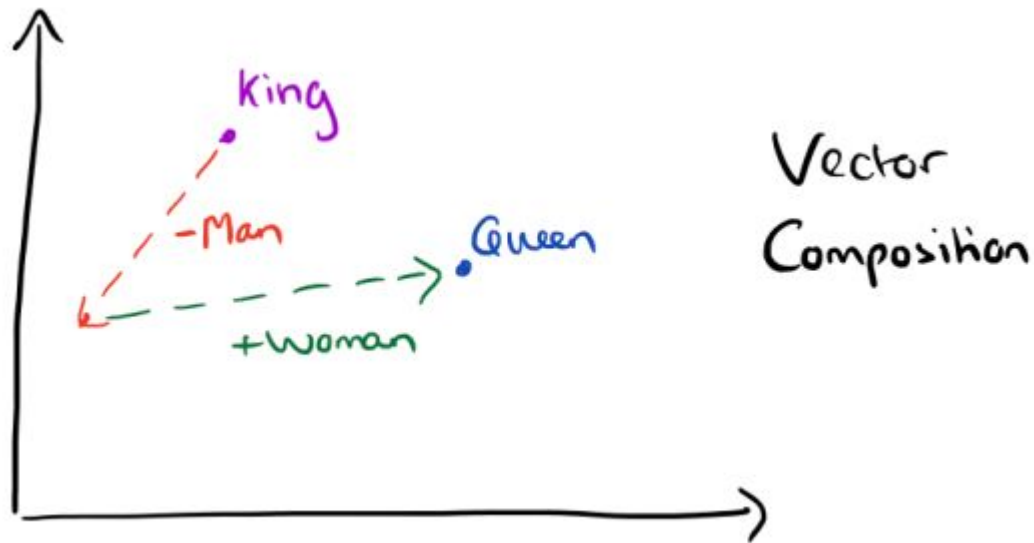 King
-Man
Queen
+Woman
Vector
Composition